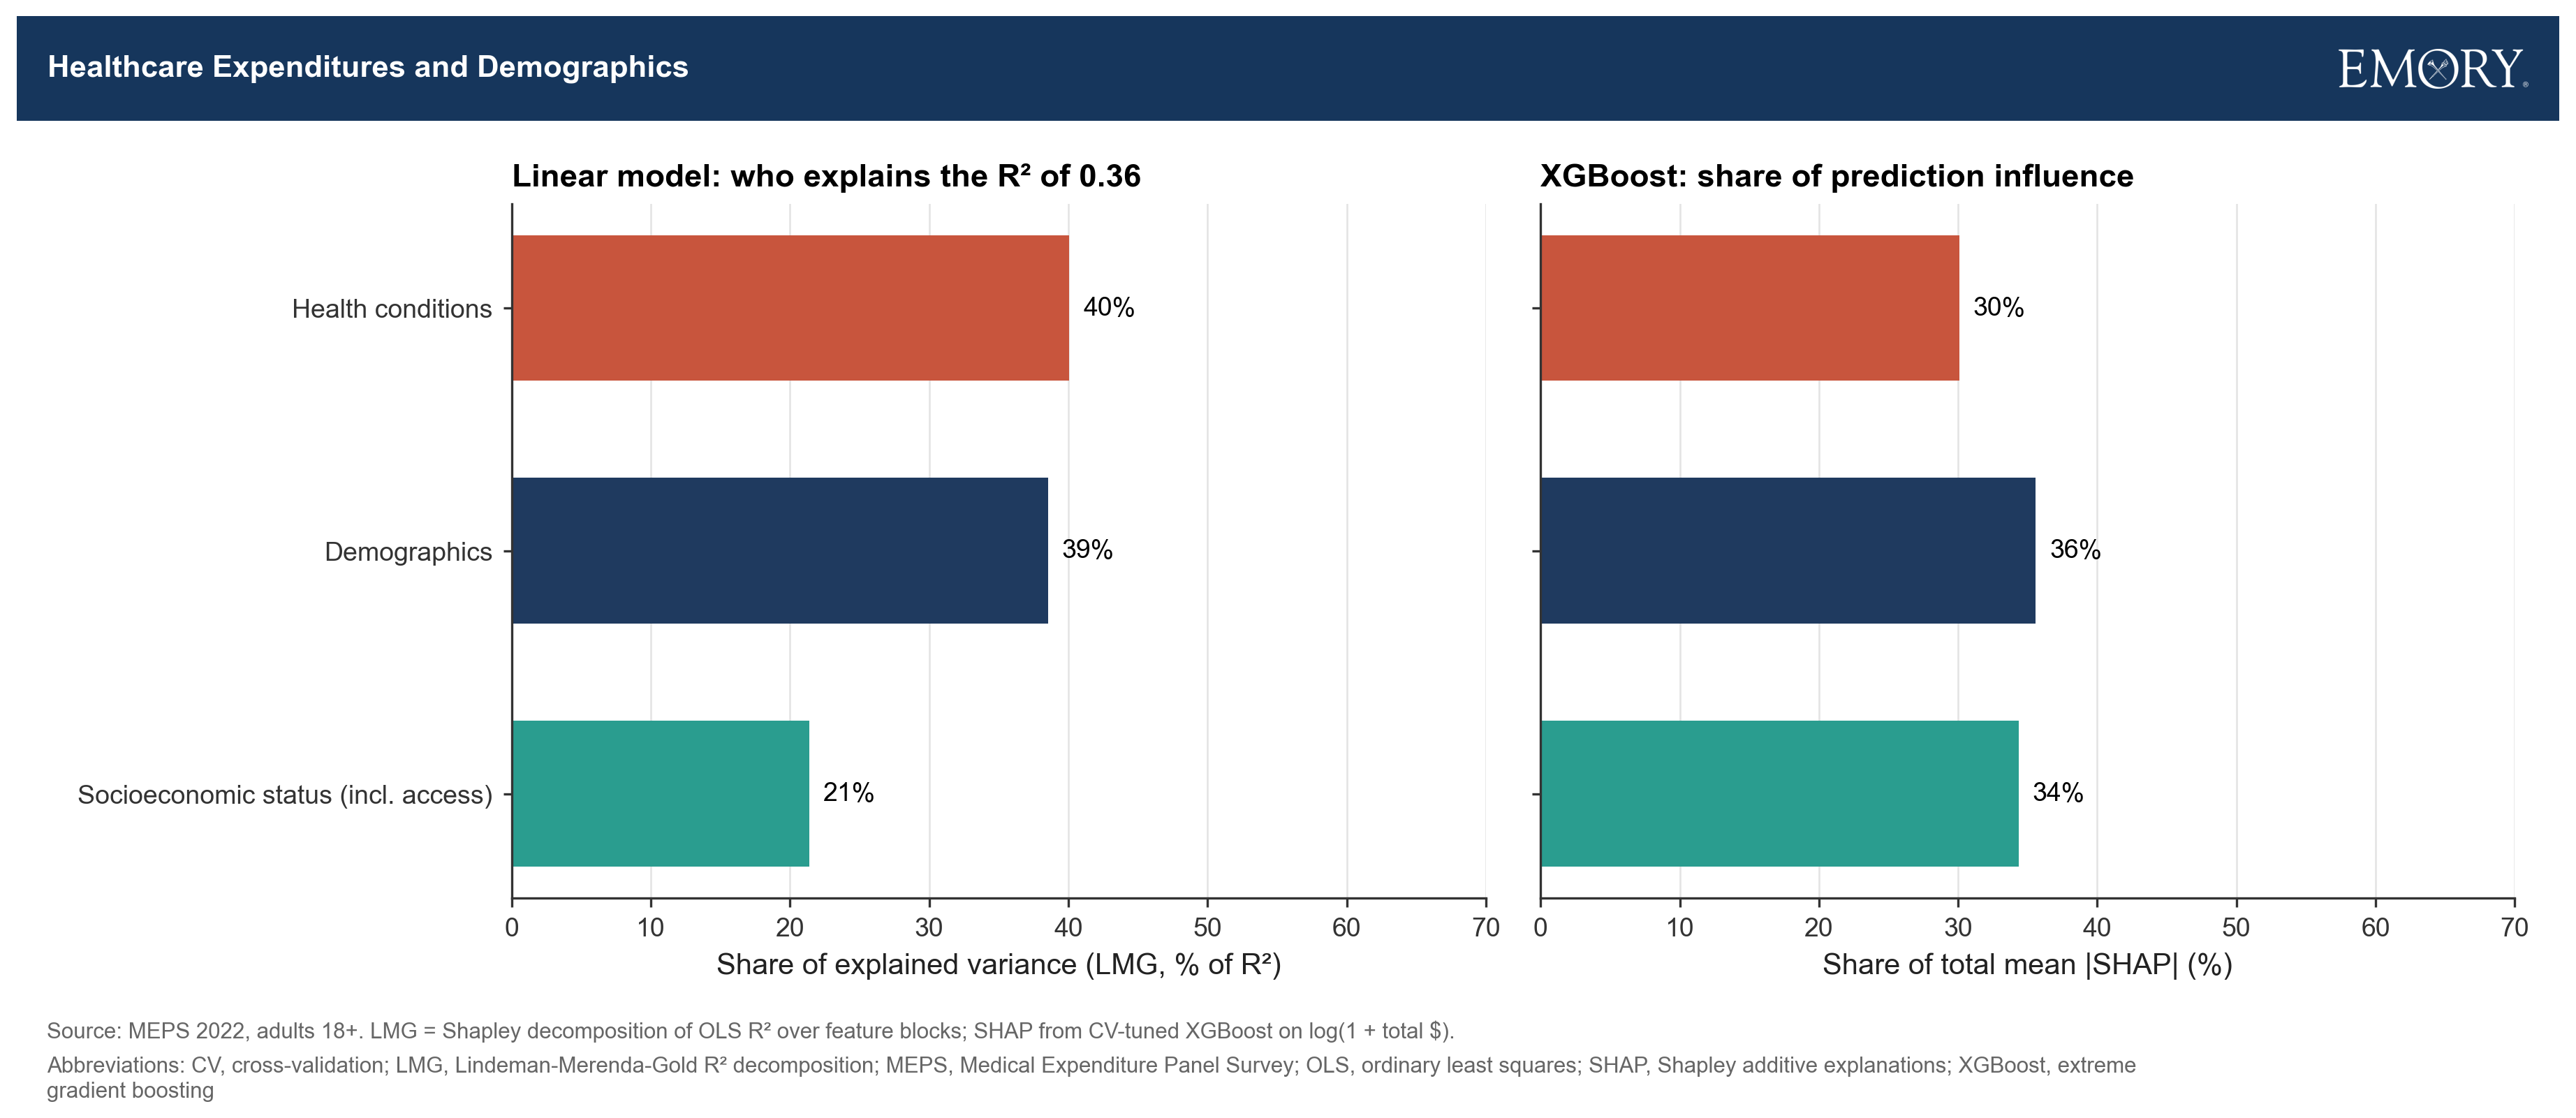 Healthcare Expenditures and Demographics
EMORY®
Linear model: who explains the R² of 0.36
Health conditions
40%
Demographics
39%
Socioeconomic status (incl. access)
21%
0 10 20 30 40 50 60 70
Share of explained variance (LMG, % of R²)
XGBoost: share of prediction influence
30%
36%
34%
0 10 20 30 40 50 60 70
Share of total mean |SHAP| (%)
Source: MEPS 2022, adults 18+. LMG = Shapley decomposition of OLS R² over feature blocks; SHAP from CV-tuned XGBoost on log(1 + total $).
Abbreviations: CV, cross-validation; LMG, Lindeman-Merenda-Gold R² decomposition; MEPS, Medical Expenditure Panel Survey; OLS, ordinary least squares; SHAP, Shapley additive explanations; XGBoost, extreme
gradient boosting